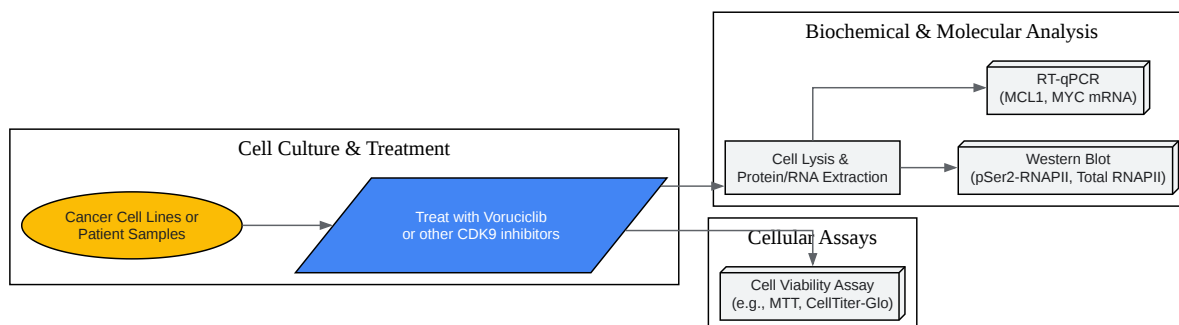 Biochemical & Molecular Analysis
RT-qPCR
(MCL1, MYC mRNA)
Cell Culture & Treatment
Cell Lysis &
Protein/RNA Extraction
Western Blot
(pSer2-RNAPII, Total RNAPII)
Cancer Cell Lines or
Patient Samples
Treat with Voruciclib
or other CDK9 inhibitors
Cellular Assays
Cell Viability Assay
(e.g., MTT, CellTiter-Glo)